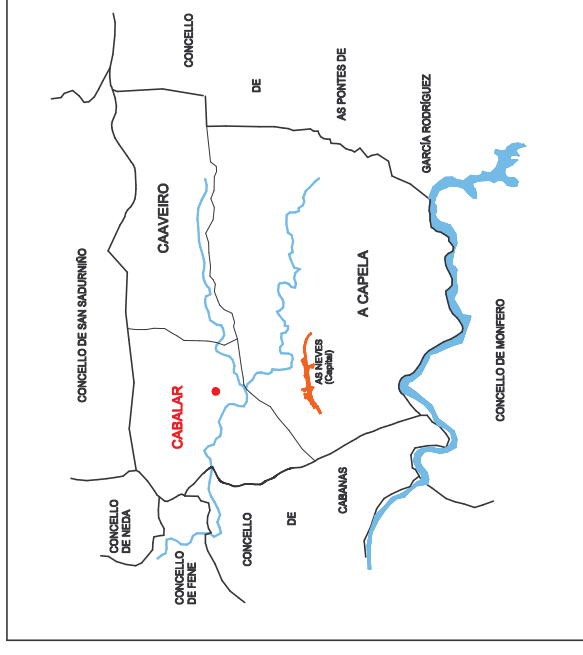 CONCELLO DE SAN SADURNIÑO
CONCELLO
DE
AS PONTES DE
GARCÍA RODRÍGUEZ
CAAVEIRO
CABALAR
A CAPELA
AS NEVES
(Capital)
CONCELLO
DE NEDA
CONCELLO
DE FENE
CONCELLO
DE
CABANAS
CONCELLO DE MONFERO